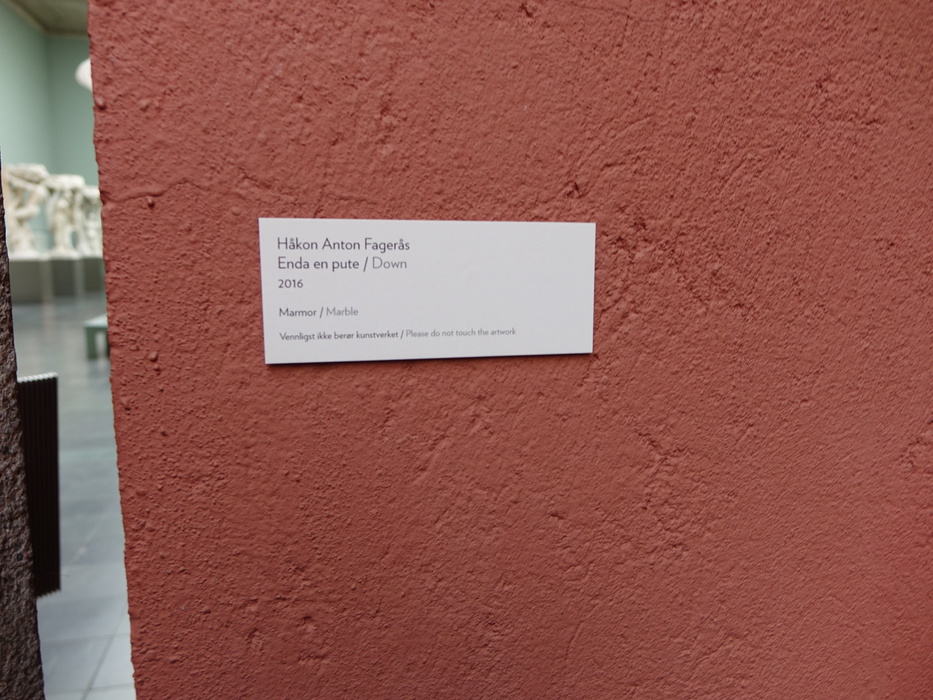 Håkon Anton Fagerås
Enda en pute / Down
2016
Marmor / Marble
Vennligst ikke berør kunstverket / Please do not touch the artwork